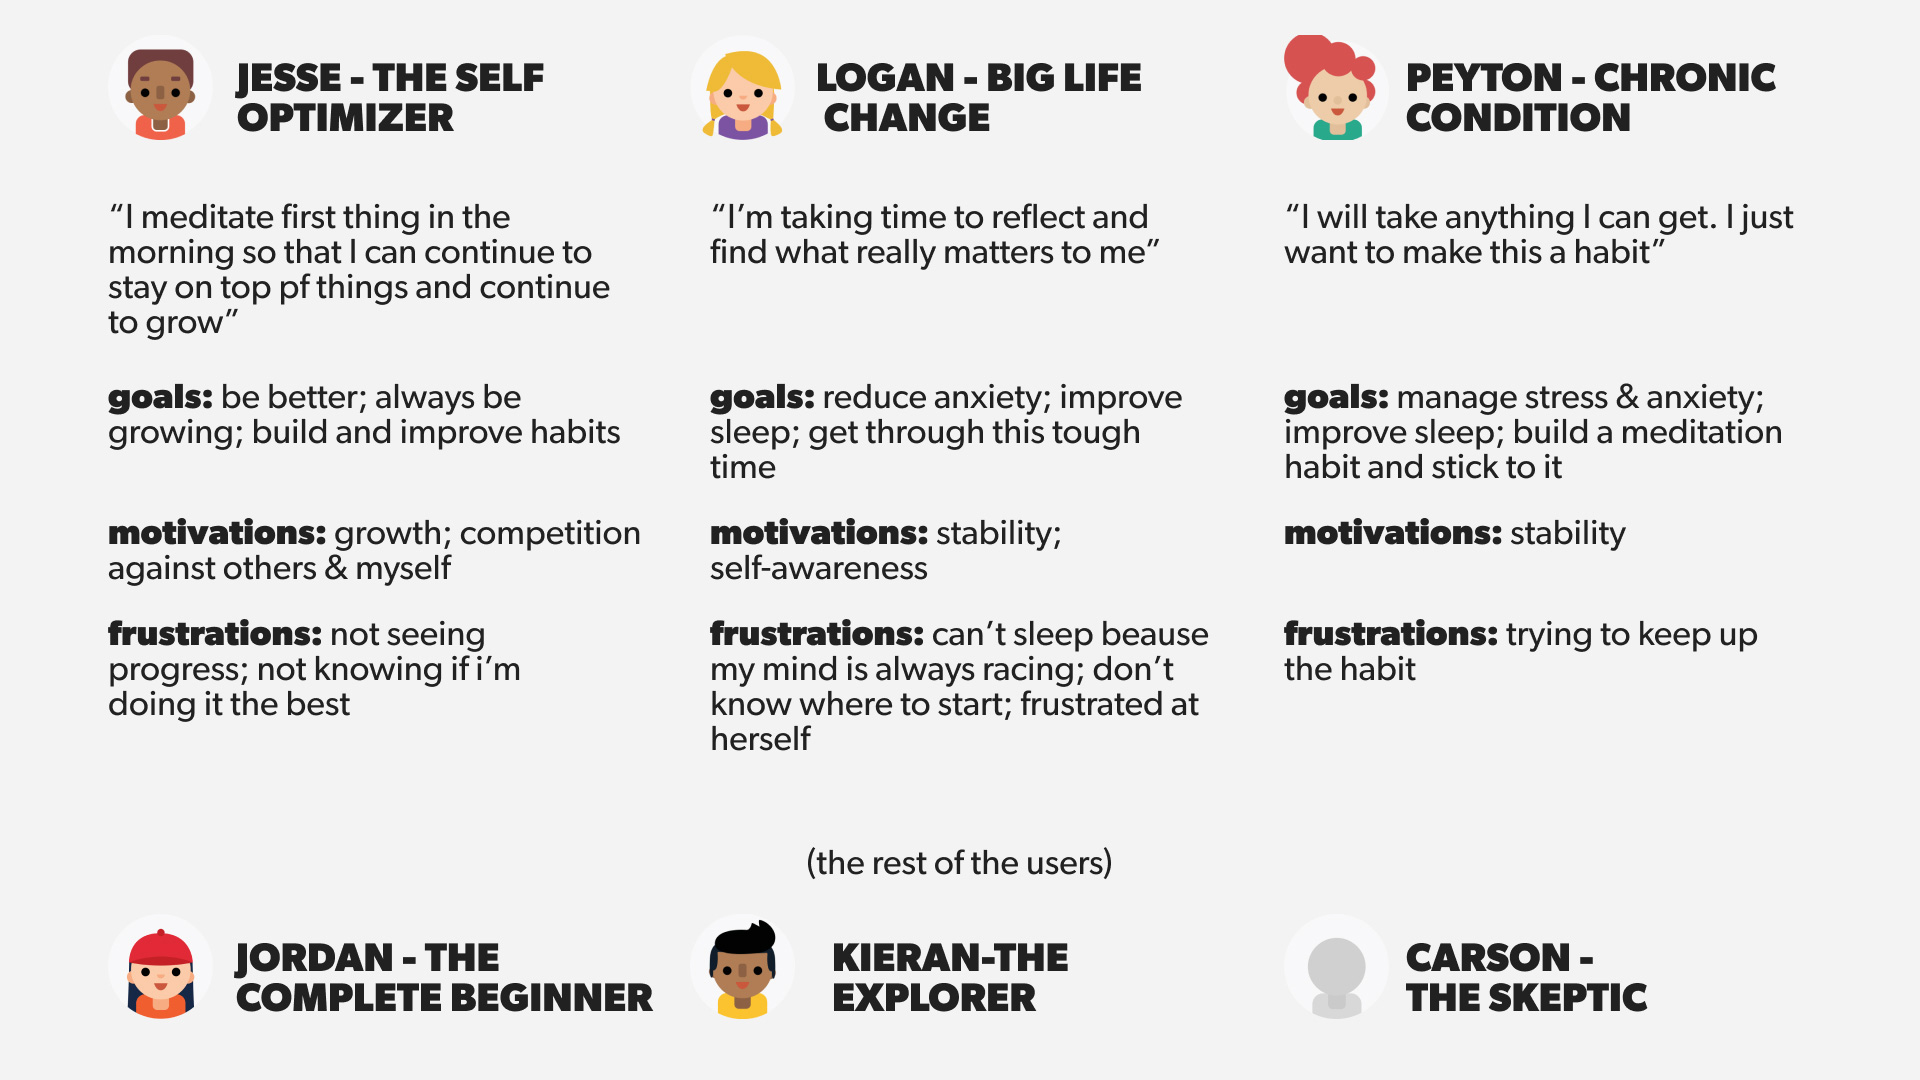 JESSE - THE SELF
OPTIMIZER
“I meditate first thing in the
morning so that I can continue to
stay on top pf things and continue
to grow”
goals: be better; always be
growing; build and improve habits
motivations: growth; competition
against others & myself
frustrations: not seeing
progress; not knowing if i’m
doing it the best
LOGAN - BIG LIFE
CHANGE
“I’m taking time to reflect and
find what really matters to me”
goals: reduce anxiety; improve
sleep; get through this tough
time
motivations: stability;
self-awareness
frustrations: can’t sleep beause
my mind is always racing; don’t
know where to start; frustrated at
herself
PEYTON - CHRONIC
CONDITION
“I will take anything I can get. I just
want to make this a habit”
goals: manage stress & anxiety;
improve sleep; build a meditation
habit and stick to it
motivations: stability
frustrations: trying to keep up
the habit
(the rest of the users)
JORDAN - THE
COMPLETE BEGINNER
KIERAN-THE
EXPLORER
CARSON -
THE SKEPTIC